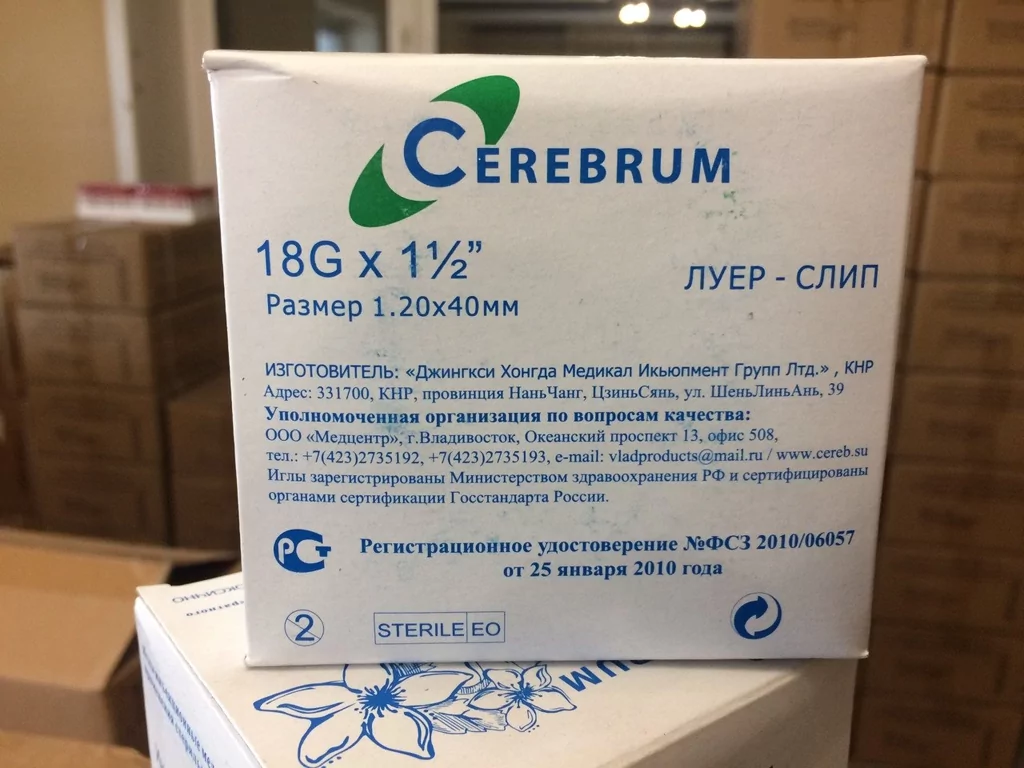 CEREBRUM
18G x 1½”
Размер 1.20x40мм
ЛУЕР - СЛИП
ИЗГОТОВИТЕЛЬ: «Джингкси Хонгда Медикал Икьюпмент Групп Лтд.» , КНР
Адрес: 331700, КНР, провинция НаньЧанг, ЦзиньСянь, ул. ШеньЛиньАнь, 39
Уполномоченная организация по вопросам качества:
ООО «Медцентр», г.Владивосток, Океанский проспект 13, офис 508,
тел.: +7(423)2735192, +7(423)2735193, e-mail: vladproducts@mail.ru / www.cereb.su
Иглы зарегистрированы Министерством здравоохранения РФ и сертифицированы
органами сертификации Госстандарта России.
РСТ
Регистрационное удостоверение №ФСЗ 2010/06057
от 25 января 2010 года
2
STERILE EO